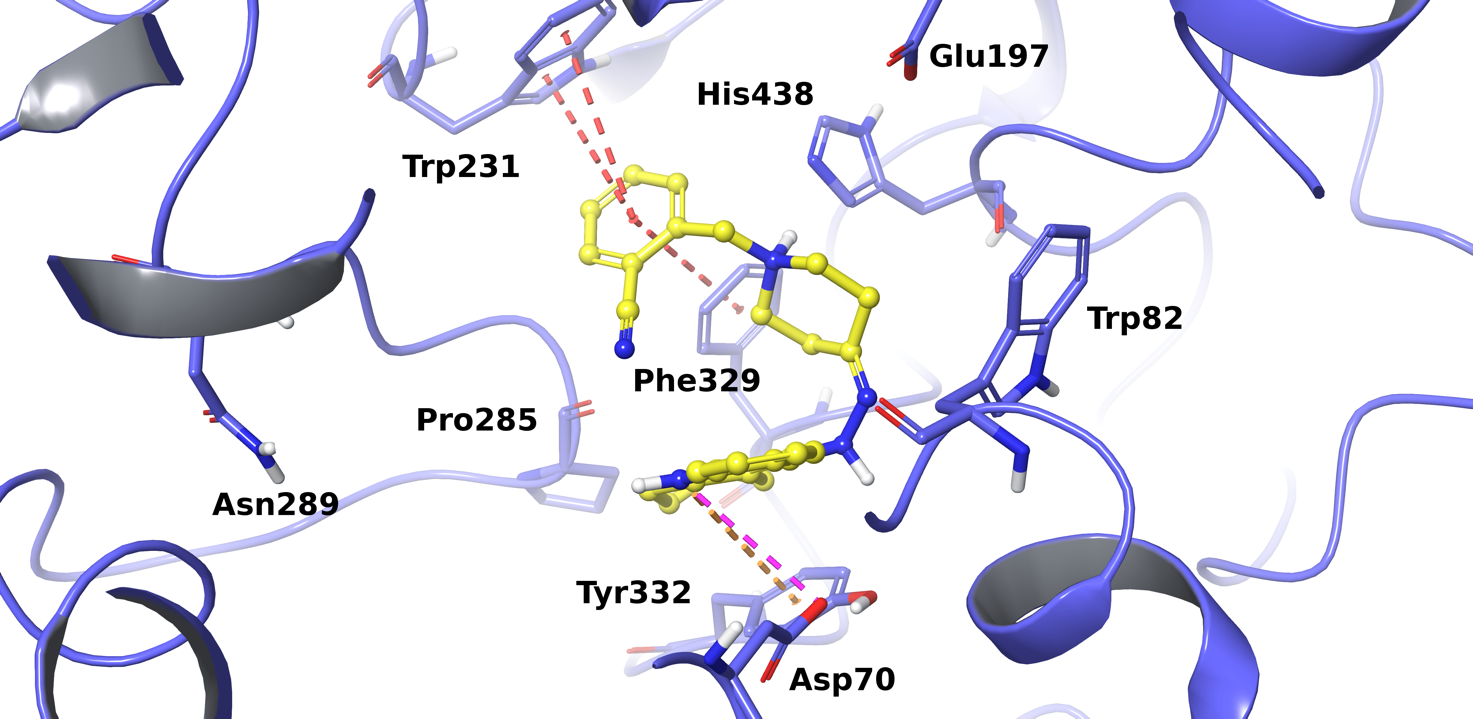 Glu197
His438
Trp231
Trp82
Phe329
Pro285
Asn289
Tyr332
Asp70